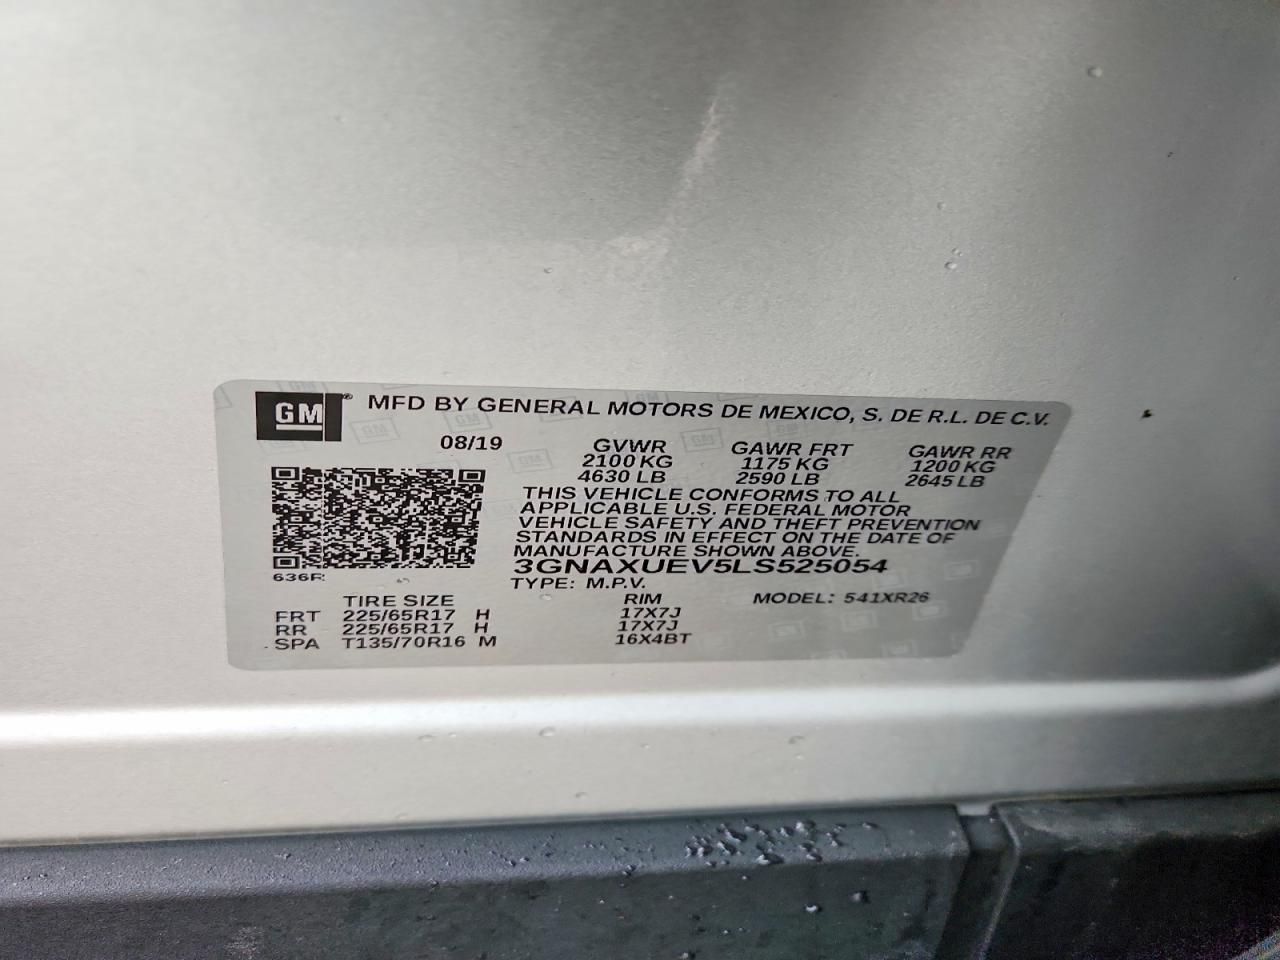 GM® MFD BY GENERAL MOTORS DE MEXICO, S. DE R.L. DE C.V.
08/19 GVWR GAWR FRT GAWR RR
2100 KG 1175 KG 1200 KG
4630 LB 2590 LB 2645 LB
THIS VEHICLE CONFORMS TO ALL
APPLICABLE U.S. FEDERAL MOTOR
VEHICLE SAFETY AND THEFT PREVENTION
STANDARDS IN EFFECT ON THE DATE OF
MANUFACTURE SHOWN ABOVE.
3GNAXUEV5LS525054
636R
TYPE: M.P.V.
TIRE SIZE RIM MODEL: 541XR26
FRT 225/65R17 H 17X7J
RR 225/65R17 H 17X7J
SPA T135/70R16 M 16X4BT